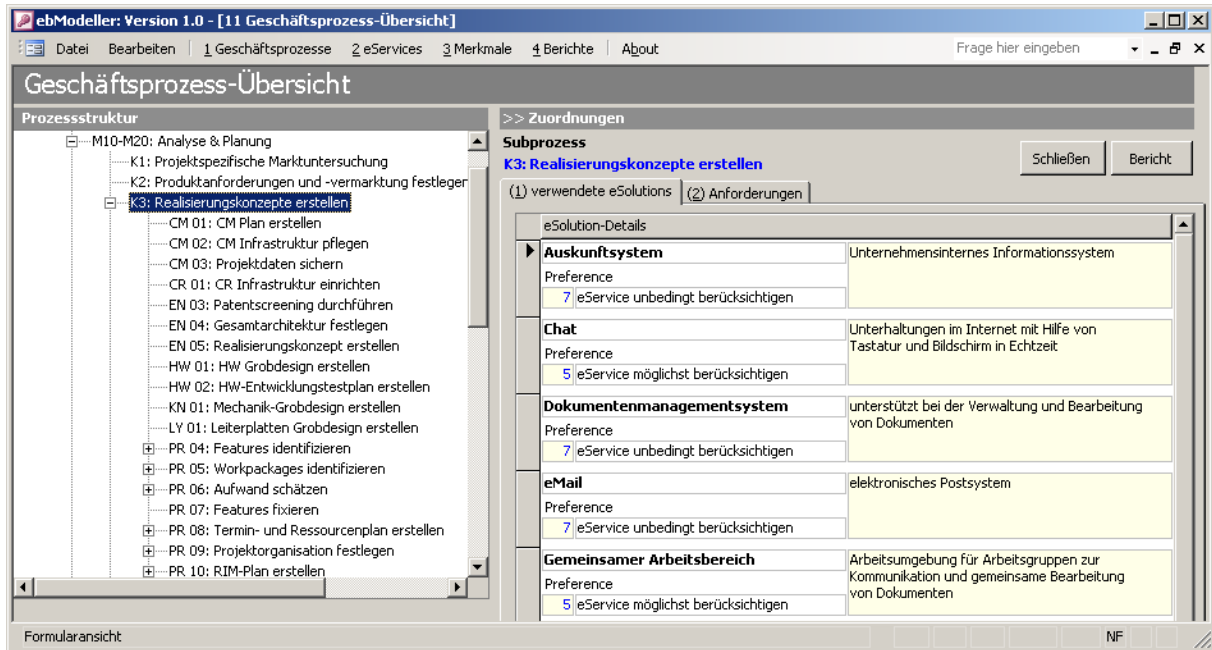 ebModeller: Version 1.0 - [11 Geschäftsprozess-Übersicht]
Datei Bearbeiten 1 Geschäftsprozesse 2 eServices 3 Merkmale 4 Berichte About Frage hier eingeben
Geschäftsprozess-Übersicht
Prozessstruktur
M10-M20: Analyse & Planung
K1: Projektspezifische Marktuntersuchung
K2: Produktanforderungen und -vermarktung festleger
K3: Realisierungskonzepte erstellen
CM 01: CM Plan erstellen
CM 02: CM Infrastruktur pflegen
CM 03: Projektdaten sichern
CR 01: CR Infrastruktur einrichten
EN 03: Patentscreening durchführen
EN 04: Gesamtarchitektur festlegen
EN 05: Realisierungskonzept erstellen
HW 01: HW Grobdesign erstellen
HW 02: HW-Entwicklungstestplan erstellen
KN 01: Mechanik-Grobdesign erstellen
LY 01: Leiterplatten Grobdesign erstellen
PR 04: Features identifizieren
PR 05: Workpackages identifizieren
PR 06: Aufwand schätzen
PR 07: Features fixieren
PR 08: Termin- und Ressourcenplan erstellen
PR 09: Projektorganisation festlegen
PR 10: RIM-Plan erstellen
>> Zuordnungen
Subprozess
K3: Realisierungskonzepte erstellen
Schließen Bericht
(1) verwendete eSolutions (2) Anforderungen
eSolution-Details
Auskunftsystem
Preference
7 eService unbedingt berücksichtigen
Unternehmensinternes Informationssystem
Chat
Preference
5 eService möglichst berücksichtigen
Unterhaltungen im Internet mit Hilfe von
Tastatur und Bildschirm in Echtzeit
Dokumentenmanagementsystem
Preference
7 eService unbedingt berücksichtigen
unterstützt bei der Verwaltung und Bearbeitung
von Dokumenten
eMail
Preference
7 eService unbedingt berücksichtigen
elektronisches Postsystem
Gemeinsamer Arbeitsbereich
Preference
5 eService möglichst berücksichtigen
Arbeitsumgebung für Arbeitsgruppen zur
Kommunikation und gemeinsame Bearbeitung
von Dokumenten
Formularansicht NF